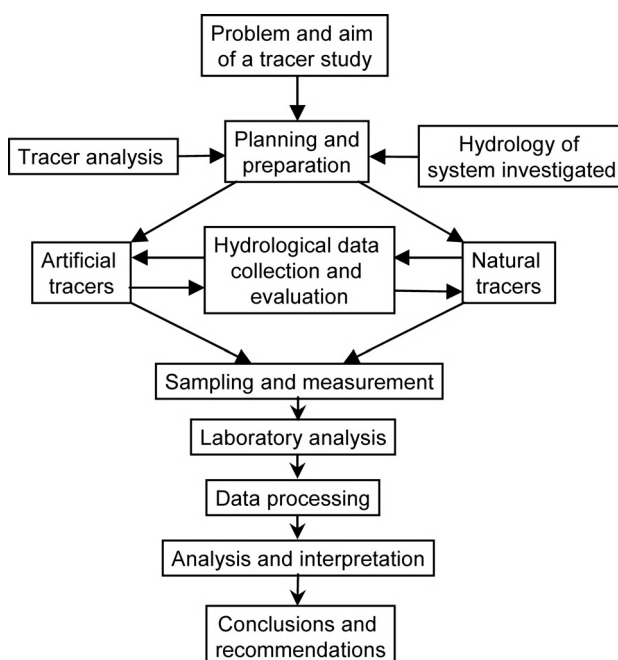 Problem and aim
of a tracer study
Planning and
preparation
Tracer analysis
Hydrology of
system investigated
Artificial
tracers
Hydrological data
collection and
evaluation
Natural
tracers
Sampling and measurement
Laboratory analysis
Data processing
Analysis and interpretation
Conclusions and
recommendations